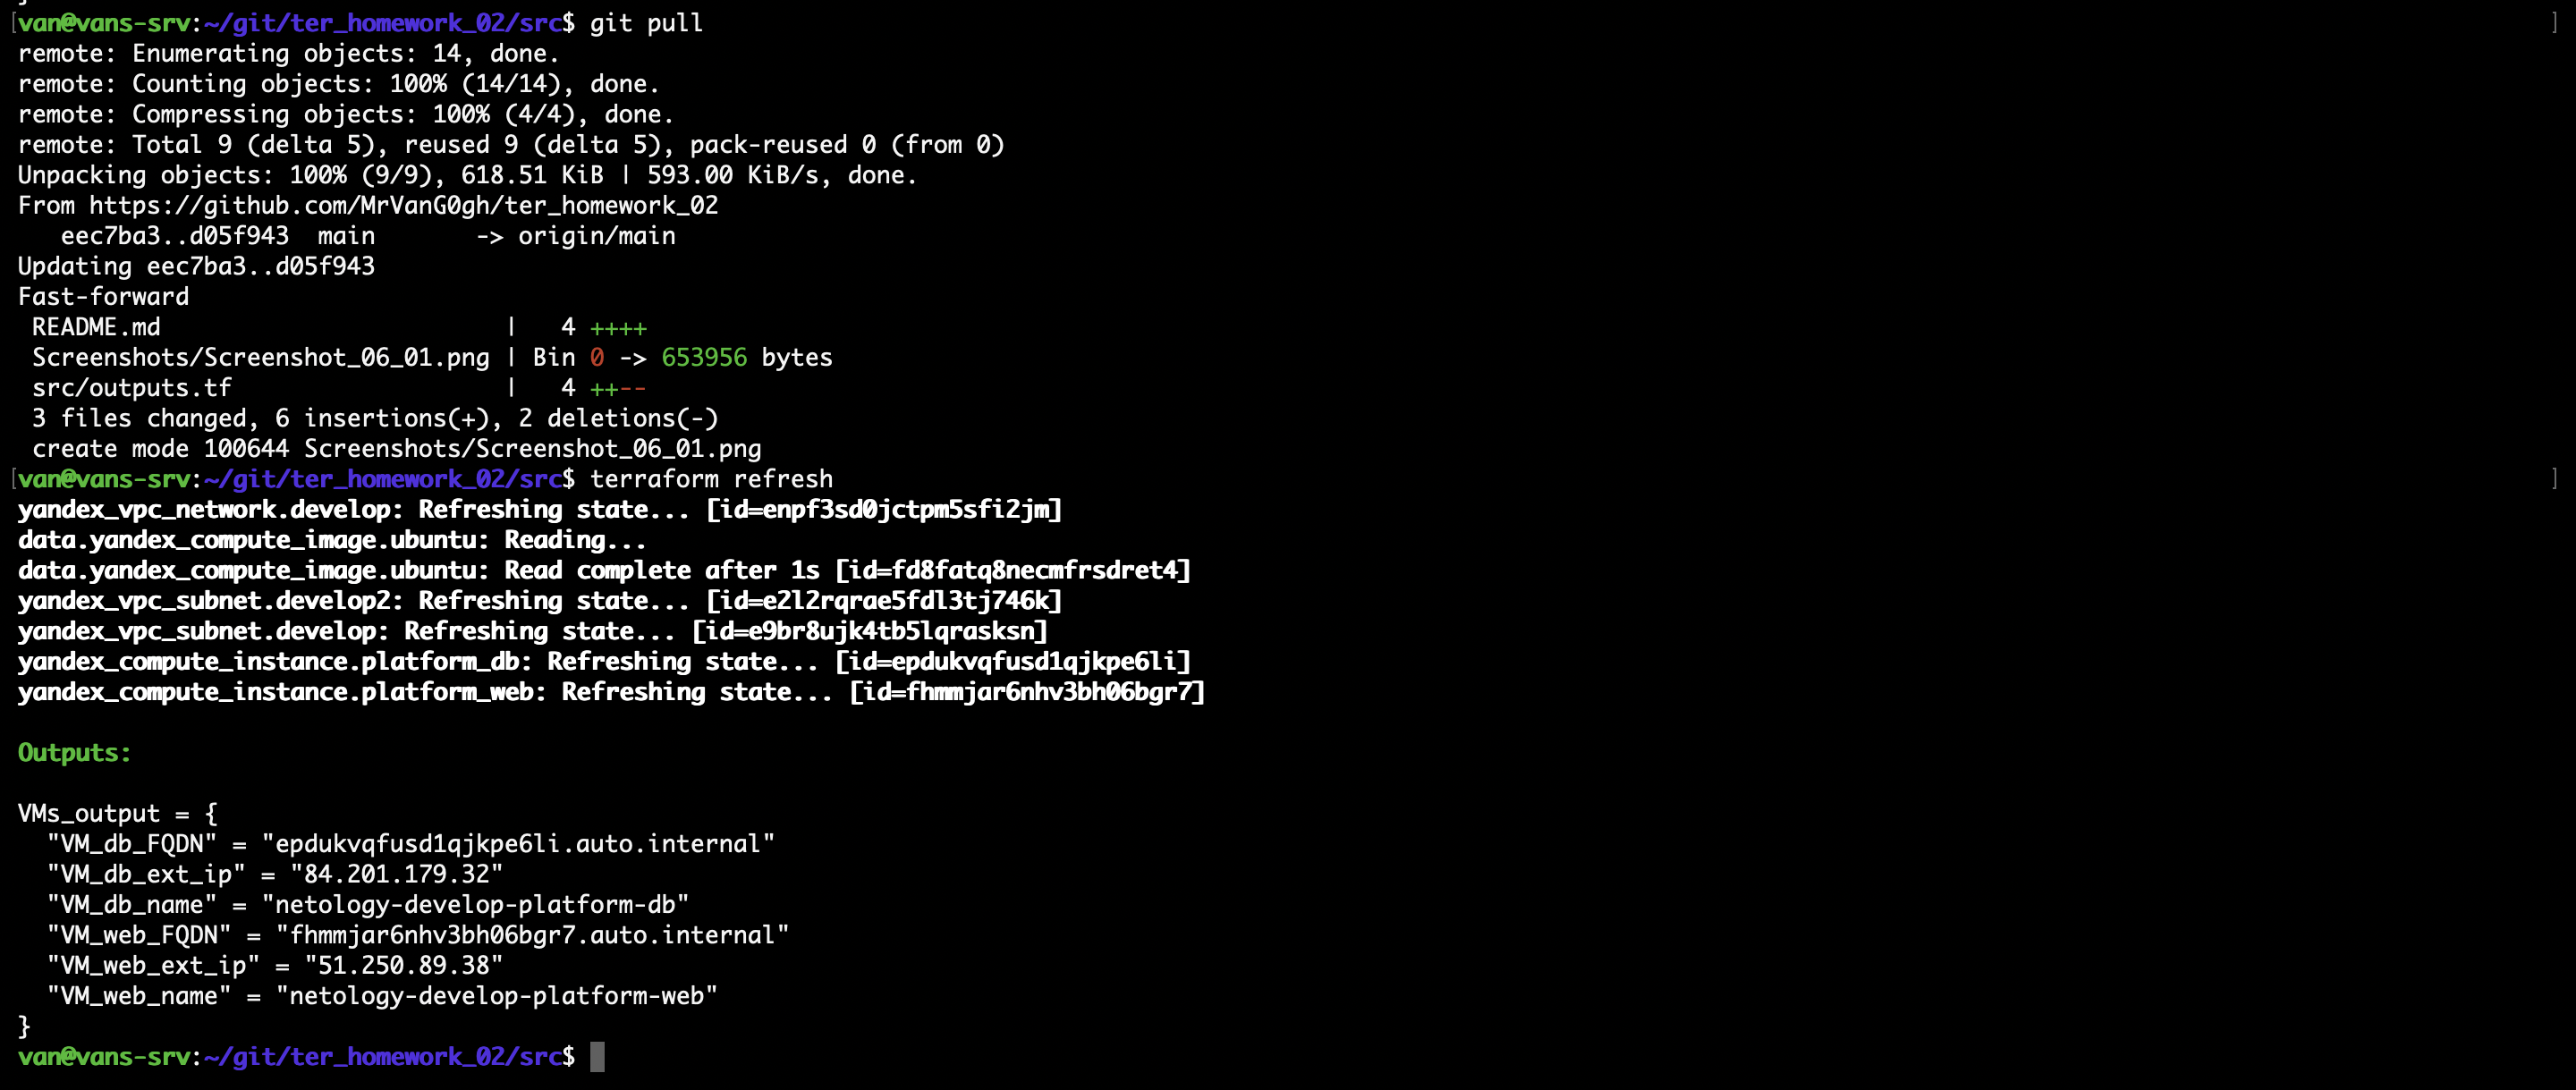 van@vans-srv:~/git/ter_homework_02/src$ git pull
remote: Enumerating objects: 14, done.
remote: Counting objects: 100% (14/14), done.
remote: Compressing objects: 100% (4/4), done.
remote: Total 9 (delta 5), reused 9 (delta 5), pack-reused 0 (from 0)
Unpacking objects: 100% (9/9), 618.51 KiB | 593.00 KiB/s, done.
From https://github.com/MrVanG0gh/ter_homework_02
   eec7ba3..d05f943  main       -> origin/main
Updating eec7ba3..d05f943
Fast-forward
 README.md                        |   4 ++++
 Screenshots/Screenshot_06_01.png | Bin 0 -> 653956 bytes
 src/outputs.tf                   |   4 ++--
 3 files changed, 6 insertions(+), 2 deletions(-)
 create mode 100644 Screenshots/Screenshot_06_01.png
van@vans-srv:~/git/ter_homework_02/src$ terraform refresh
yandex_vpc_network.develop: Refreshing state... [id=enpf3sd0jctpm5sfi2jm]
data.yandex_compute_image.ubuntu: Reading...
data.yandex_compute_image.ubuntu: Read complete after 1s [id=fd8fatq8necmfrsdret4]
yandex_vpc_subnet.develop2: Refreshing state... [id=e2l2rqrae5fdl3tj746k]
yandex_vpc_subnet.develop: Refreshing state... [id=e9br8ujk4tb5lqrasksn]
yandex_compute_instance.platform_db: Refreshing state... [id=epdukvqfusd1qjkpe6li]
yandex_compute_instance.platform_web: Refreshing state... [id=fhmmjar6nhv3bh06bgr7]
Outputs:
VMs_output = {
  "VM_db_FQDN" = "epdukvqfusd1qjkpe6li.auto.internal"
  "VM_db_ext_ip" = "84.201.179.32"
  "VM_db_name" = "netology-develop-platform-db"
  "VM_web_FQDN" = "fhmmjar6nhv3bh06bgr7.auto.internal"
  "VM_web_ext_ip" = "51.250.89.38"
  "VM_web_name" = "netology-develop-platform-web"
}
van@vans-srv:~/git/ter_homework_02/src$